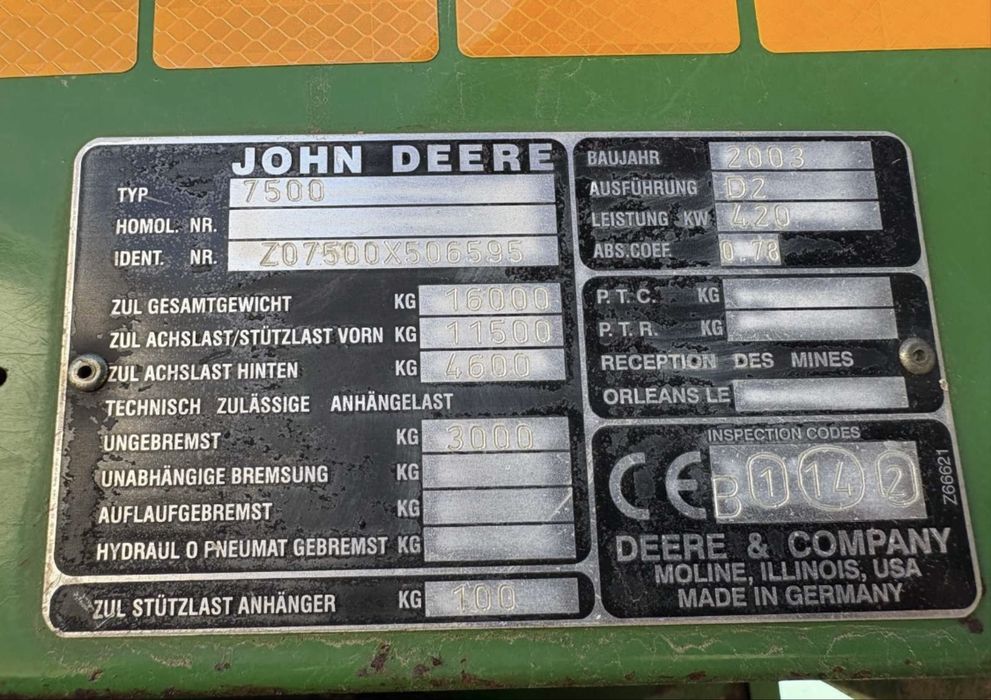 JOHN DEERE
TYP 7500
HOMOL. NR.
IDENT. NR. Z07500X506595
ZUL GESAMTGEWICHT KG 16000
ZUL ACHSLAST/STÜTZLAST VORN KG 11500
ZUL ACHSLAST HINTEN KG 4600
TECHNISCH ZULÄSSIGE ANHÄNGELAST
UNGEBREMST KG 3000
UNABHÄNGIGE BREMSUNG KG
AUFLAUFGEBREMST KG
HYDRAUL O PNEUMAT GEBREMST KG
ZUL STÜTZLAST ANHÄNGER KG 100
BAUJAHR 2003
AUSFÜHRUNG D2
LEISTUNG KW 420
ABS.COEF. 0.78
P.T.C. KG
P.T.R. KG
RECEPTION DES MINES
ORLEANS LE
INSPECTION CODES
CE B 1 14 2
Z66621
DEERE & COMPANY
MOLINE, ILLINOIS, USA
MADE IN GERMANY